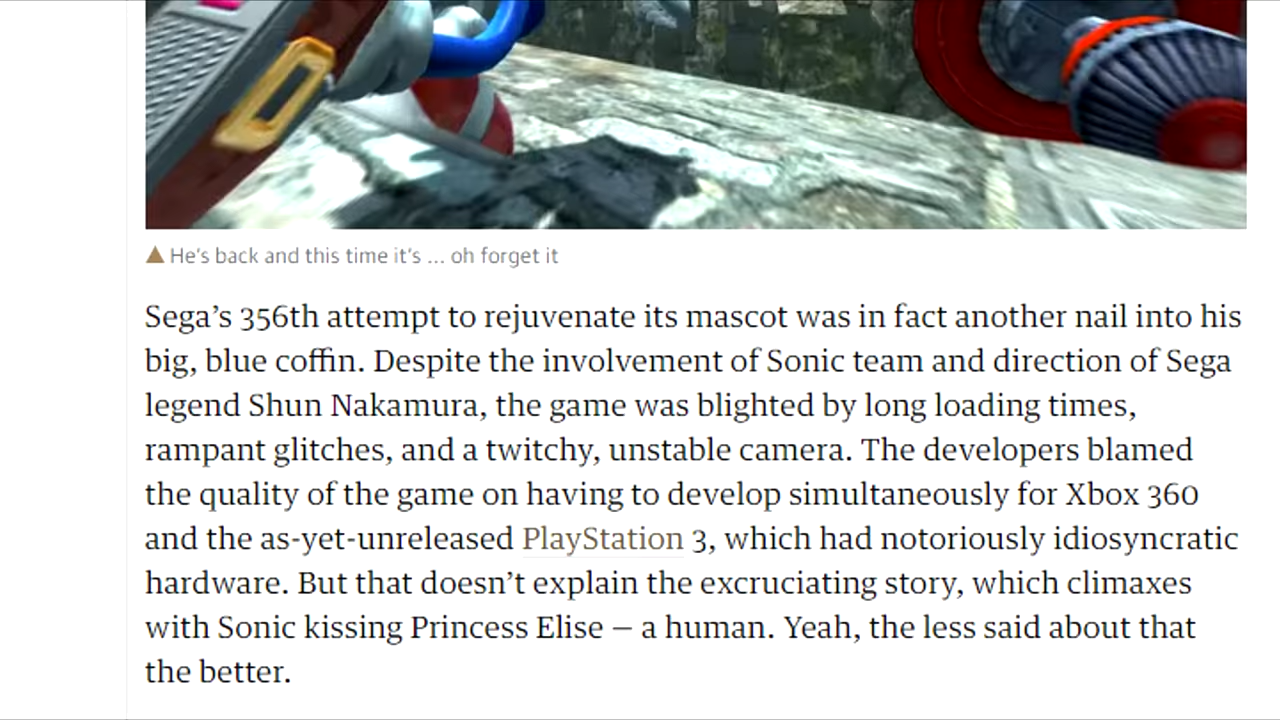 ▲ He's back and this time it's ... oh forget it
Sega's 356th attempt to rejuvenate its mascot was in fact another nail into his
big, blue coffin. Despite the involvement of Sonic team and direction of Sega
legend Shun Nakamura, the game was blighted by long loading times,
rampant glitches, and a twitchy, unstable camera. The developers blamed
the quality of the game on having to develop simultaneously for Xbox 360
and the as-yet-unreleased PlayStation 3, which had notoriously idiosyncratic
hardware. But that doesn't explain the excruciating story, which climaxes
with Sonic kissing Princess Elise – a human. Yeah, the less said about that
the better.